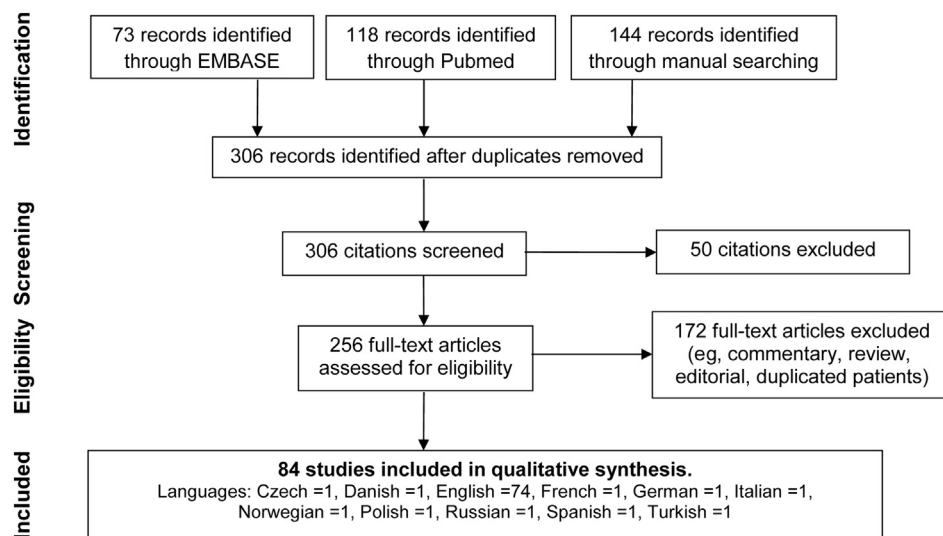 Identification
73 records identified
through EMBASE
118 records identified
through Pubmed
144 records identified
through manual searching
306 records identified after duplicates removed
Screening
306 citations screened
50 citations excluded
Eligibility
256 full-text articles
assessed for eligibility
172 full-text articles excluded
(eg, commentary, review,
editorial, duplicated patients)
Included
84 studies included in qualitative synthesis.
Languages: Czech =1, Danish =1, English =74, French =1, German =1, Italian =1,
Norwegian =1, Polish =1, Russian =1, Spanish =1, Turkish =1